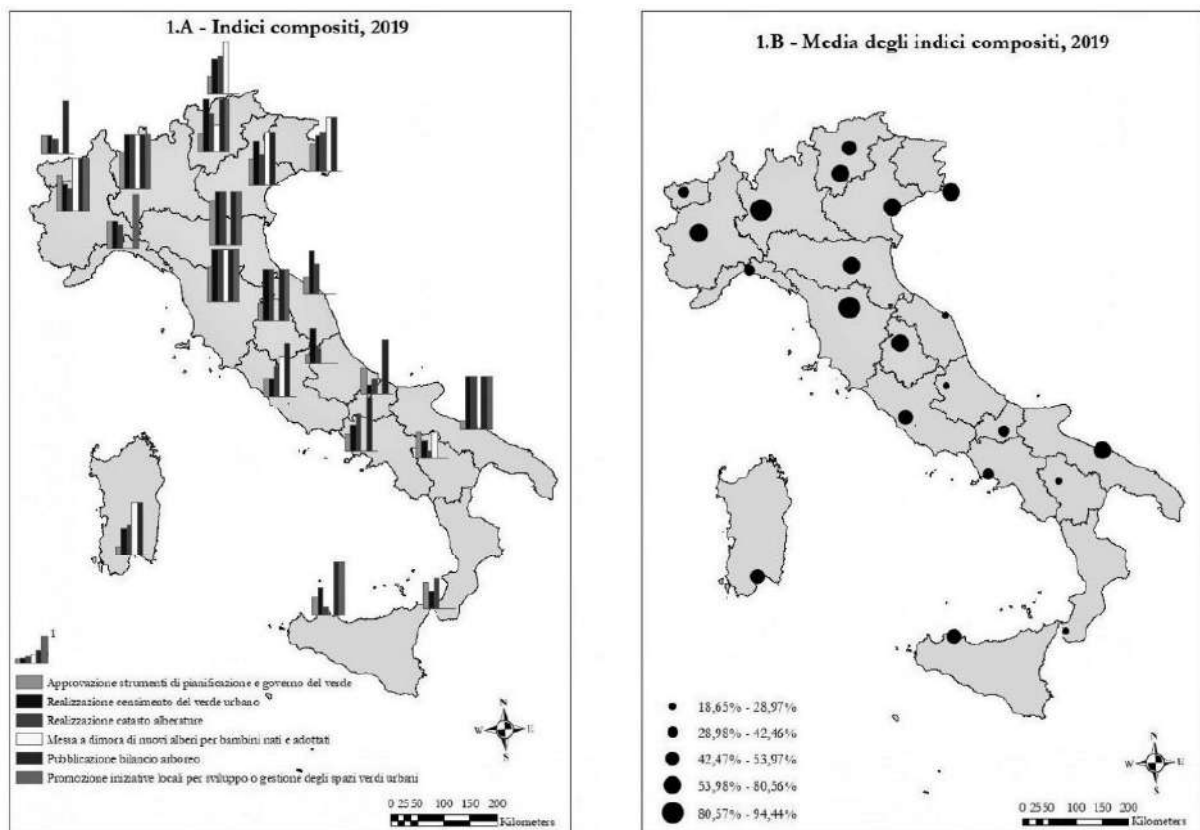 1.A - Indici compositi, 2019
1
Approvazione strumenti di pianificazione e governo del verde
Realizzazione censimento del verde urbano
Realizzazione catasto alberature
Messa a dimora di nuovi alberi per bambini nati e adottati
Pubblicazione bilancio arboreo
Promozione iniziative locali per sviluppo o gestione degli spazi verdi urbani
N
W E
S
0 25 50 100 150 200
Kilometers
1.B - Media degli indici compositi, 2019
18,65% - 28,97%
28,98% - 42,46%
42,47% - 53,97%
53,98% - 80,56%
80,57% - 94,44%
N
W E
S
0 25 50 100 150 200
Kilometers